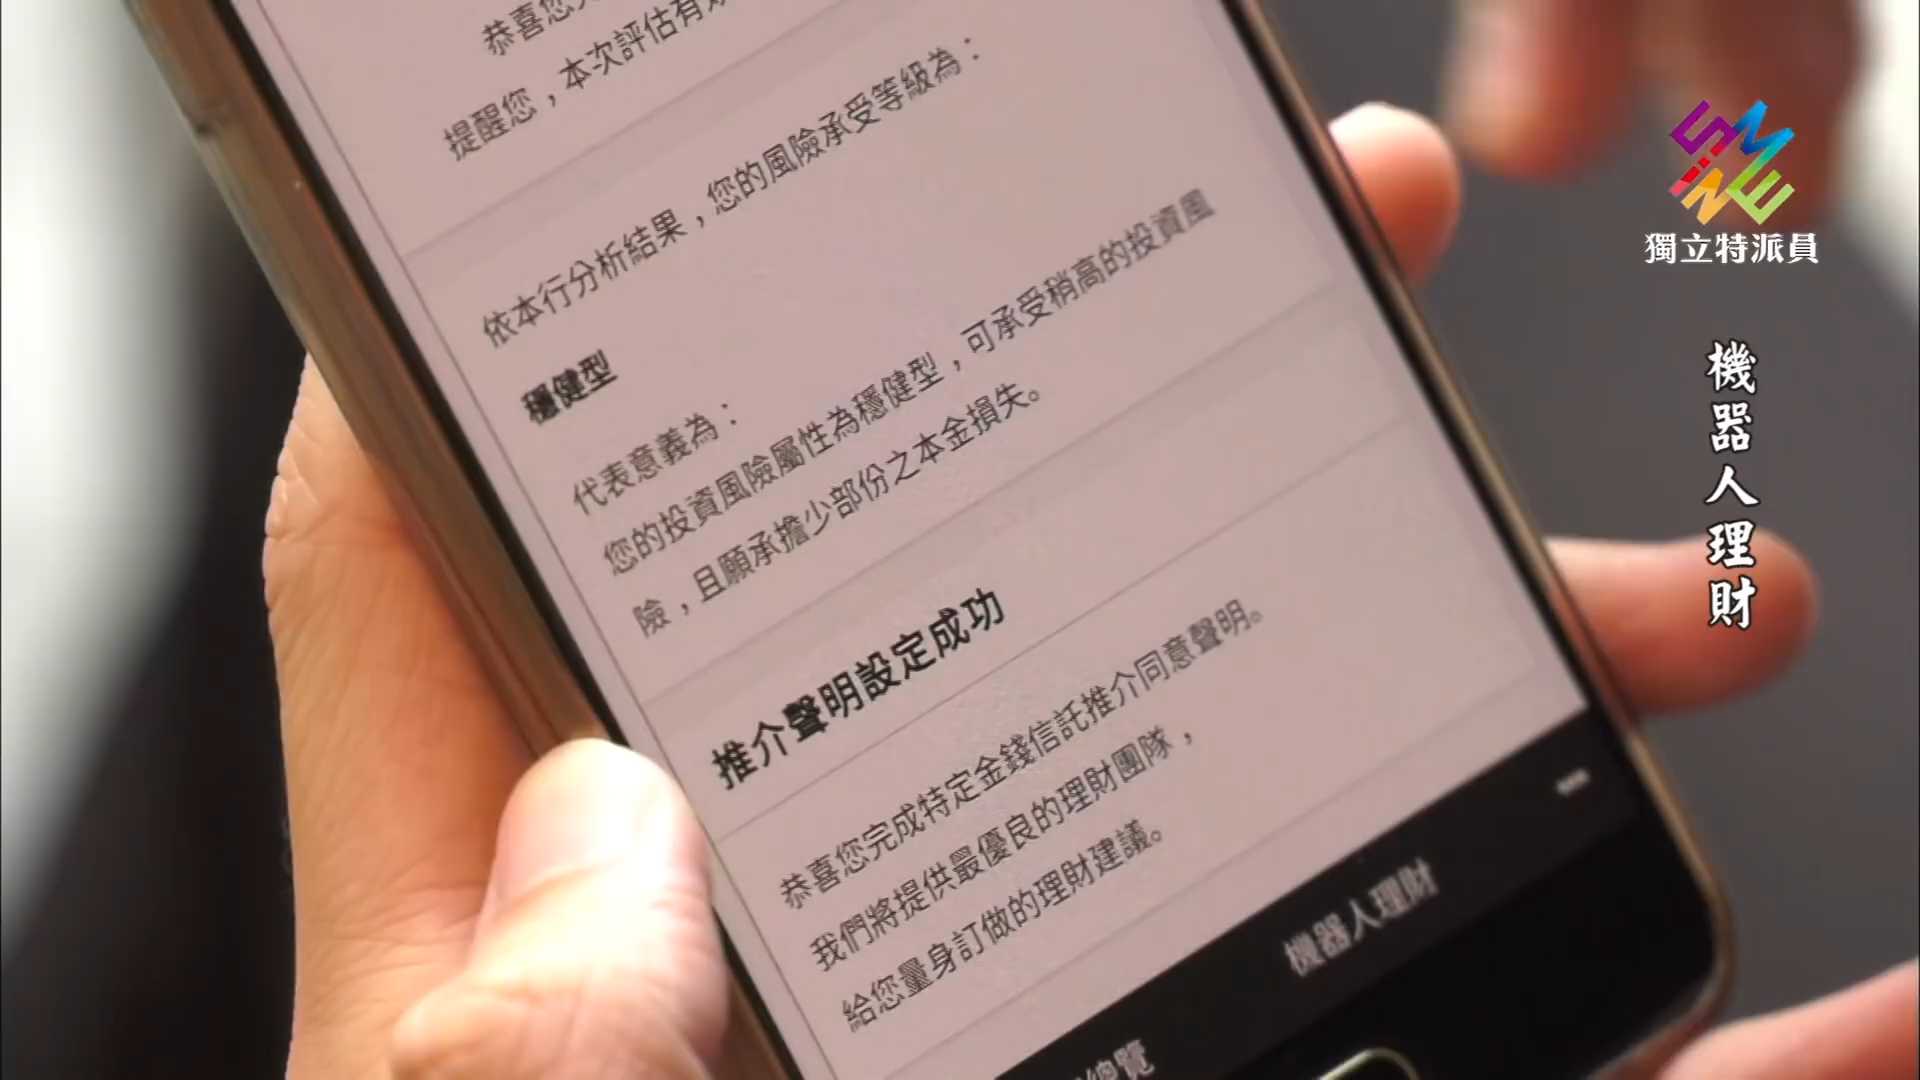 恭喜您完
提醒您，本次評估有效
依本行分析結果，您的風險承受等級為：
穩健型
代表意義為：
您的投資風險屬性為穩健型，可承受稍高的投資風
險，且願承擔少部份之本金損失。
推介聲明設定成功
恭喜您完成特定金錢信託推介同意聲明。
我們將提供最優良的理財團隊，
給您量身訂做的理財建議。
機器人理財
總覽
INNEWS
獨立特派員
機器人理財